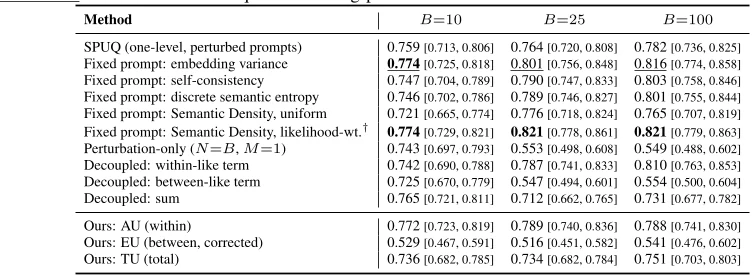 Method B=10 B=25 B=100
SPUQ (one-level, perturbed prompts) 0.759 [0.713, 0.806] 0.764 [0.720, 0.808] 0.782 [0.736, 0.825]
Fixed prompt: embedding variance 0.774 [0.725, 0.818] 0.801 [0.756, 0.848] 0.816 [0.774, 0.858]
Fixed prompt: self-consistency 0.747 [0.704, 0.789] 0.790 [0.747, 0.833] 0.803 [0.758, 0.846]
Fixed prompt: discrete semantic entropy 0.746 [0.702, 0.786] 0.789 [0.746, 0.827] 0.801 [0.755, 0.844]
Fixed prompt: Semantic Density, uniform 0.721 [0.665, 0.774] 0.776 [0.718, 0.824] 0.765 [0.707, 0.819]
Fixed prompt: Semantic Density, likelihood-wt.† 0.774 [0.729, 0.821] 0.821 [0.778, 0.861] 0.821 [0.779, 0.863]
Perturbation-only (N=B, M=1) 0.743 [0.697, 0.793] 0.553 [0.498, 0.608] 0.549 [0.488, 0.602]
Decoupled: within-like term 0.742 [0.690, 0.788] 0.787 [0.741, 0.833] 0.810 [0.763, 0.853]
Decoupled: between-like term 0.725 [0.670, 0.779] 0.547 [0.494, 0.601] 0.554 [0.500, 0.604]
Decoupled: sum 0.765 [0.721, 0.811] 0.712 [0.662, 0.765] 0.731 [0.677, 0.782]
Ours: AU (within) 0.772 [0.723, 0.819] 0.789 [0.740, 0.836] 0.788 [0.741, 0.830]
Ours: EU (between, corrected) 0.529 [0.467, 0.591] 0.516 [0.451, 0.582] 0.541 [0.476, 0.602]
Ours: TU (total) 0.736 [0.682, 0.785] 0.734 [0.682, 0.784] 0.751 [0.703, 0.803]